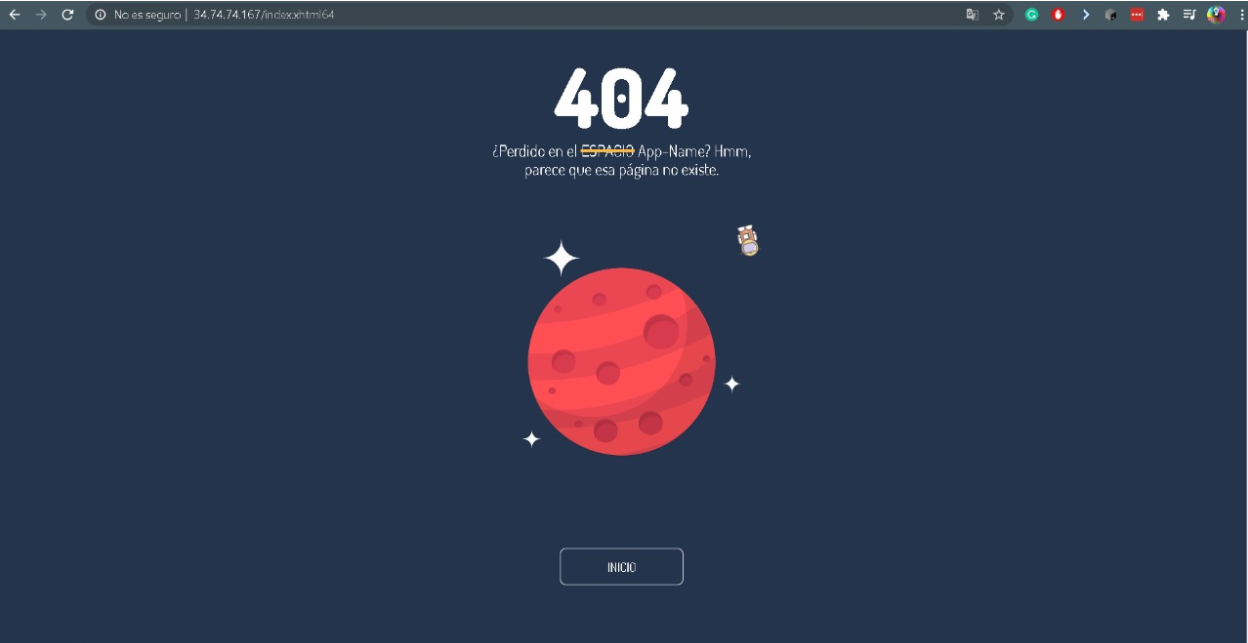 No es seguro | 34.74.74.167/index.xhtml64
404
¿Perdido en el ESPACIO App-Name? Hmm,
parece que esa página no existe.
INICIO